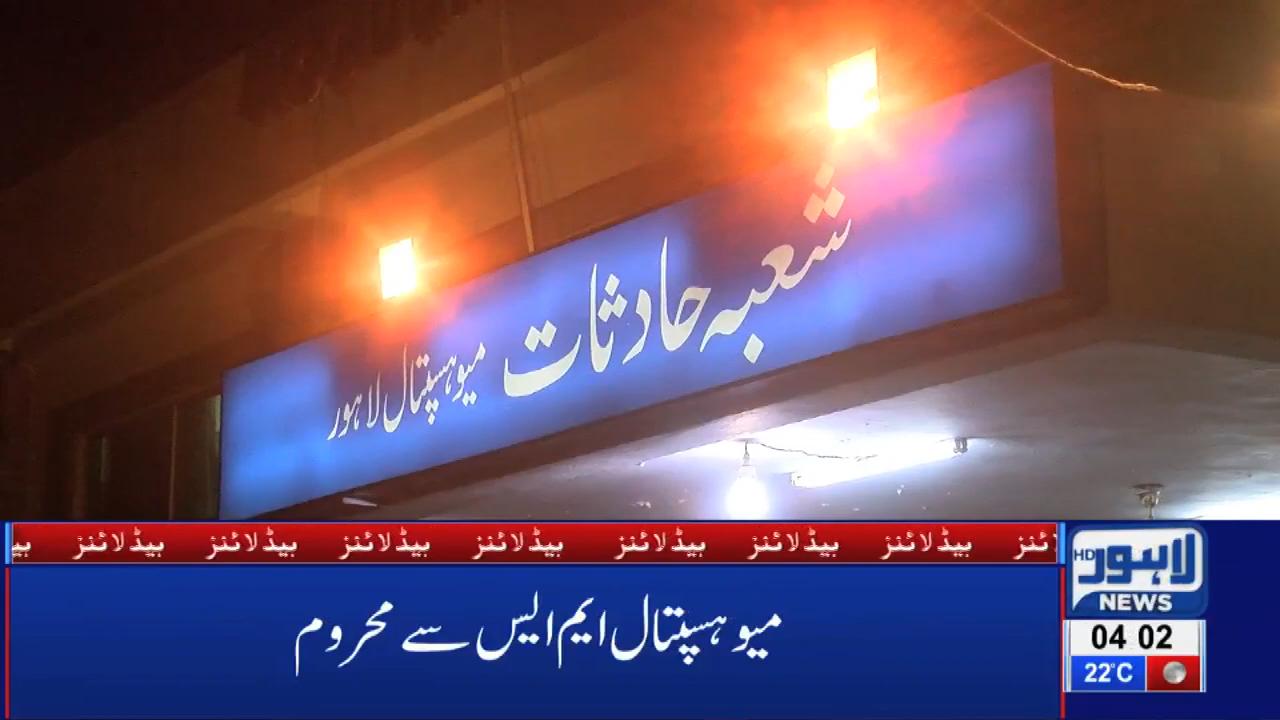 شعبہ حادثات میو ہسپتال لاہور
ہیڈلائنز ہیڈلائنز ہیڈلائنز ہیڈلائنز ہیڈلائنز ہیڈلائنز ہیڈلائنز
میو ہسپتال ایم ایس سے محروم
لاہور HD
NEWS
04 02
22°C